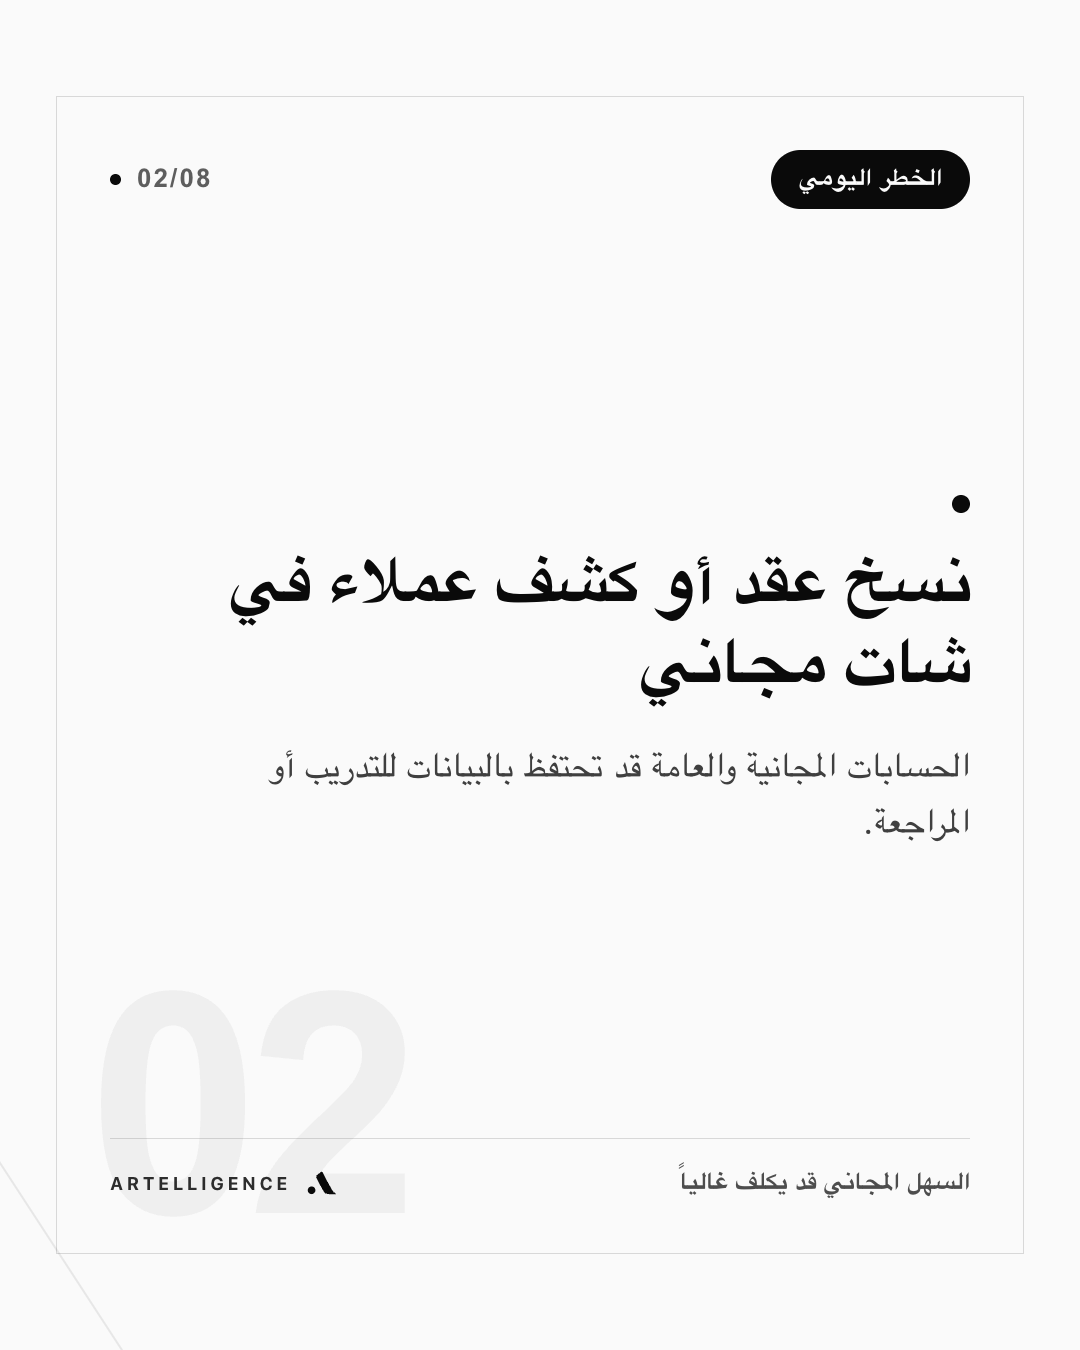 الخطر اليومي
02/08
نسخ عقد أو كشف عملاء في
شات مجاني
الحسابات المجانية والعامة قد تحتفظ بالبيانات للتدريب أو
المراجعة.
02
السهل المجاني قد يكلف غالياً
ARTELLIGENCE